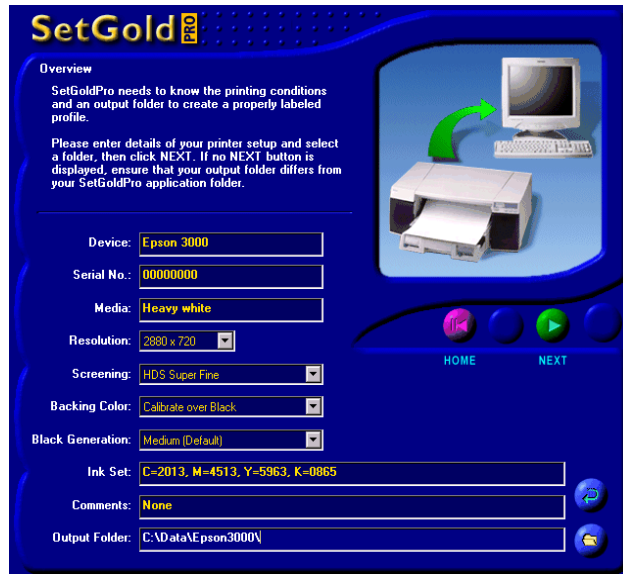 SetGold PRO
Overview
SetGoldPro needs to know the printing conditions
and an output folder to create a properly labeled
profile.
Please enter details of your printer setup and select
a folder, then click NEXT. If no NEXT button is
displayed, ensure that your output folder differs from
your SetGoldPro application folder.
Device: Epson 3000
Serial No.: 00000000
Media: Heavy white
Resolution: 2880 x 720
Screening: HDS Super Fine
Backing Color: Calibrate over Black
Black Generation: Medium (Default)
Ink Set: C=2013, M=4513, Y=5963, K=0865
Comments: None
Output Folder: C:\Data\Epson3000\
HOME NEXT